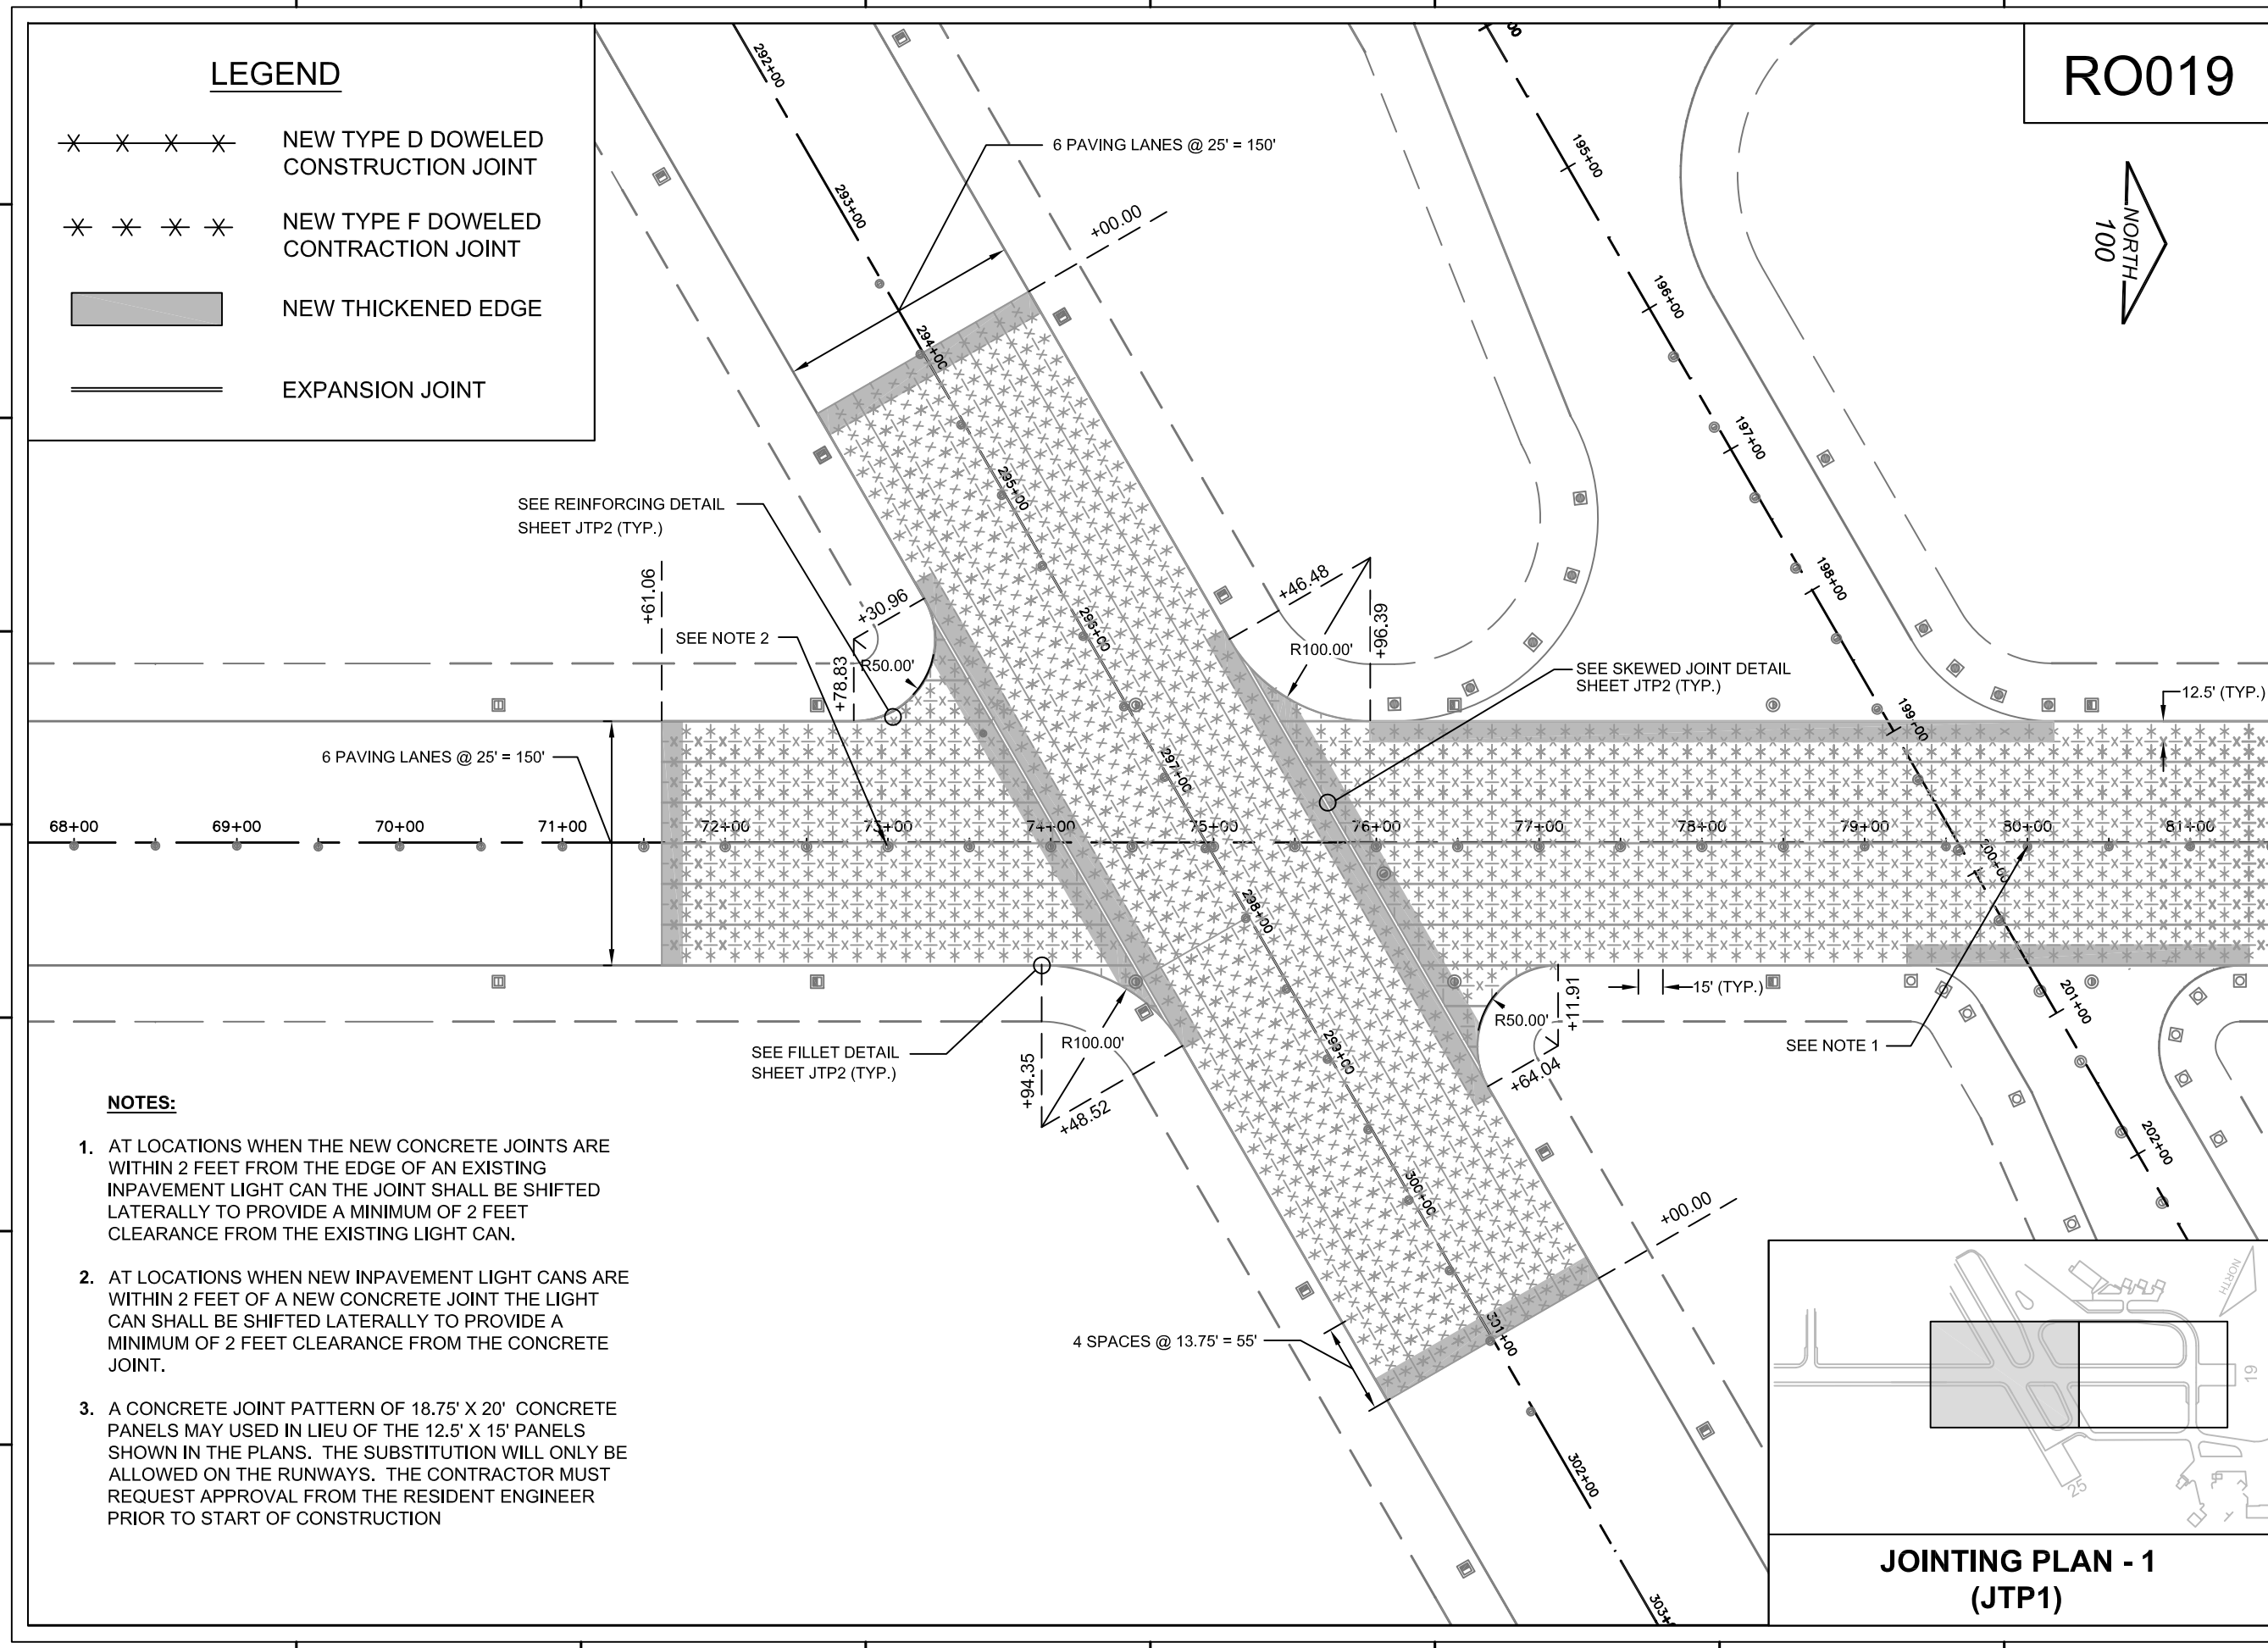 LEGEND
NEW TYPE D DOWELED
CONSTRUCTION JOINT
NEW TYPE F DOWELED
CONTRACTION JOINT
NEW THICKENED EDGE
EXPANSION JOINT
RO019
NORTH
100
292+00
293+00
294+00
295+00
296+00
297+00
298+00
299+00
300+00
301+00
302+00
195+00
196+00
197+00
198+00
199+00
200+00
201+00
202+00
6 PAVING LANES @ 25' = 150'
+00.00
SEE REINFORCING DETAIL
SHEET JTP2 (TYP.)
+61.06
+30.96
SEE NOTE 2
+78.83
R50.00'
+46.48
R100.00'
+96.39
SEE SKEWED JOINT DETAIL
SHEET JTP2 (TYP.)
12.5' (TYP.)
6 PAVING LANES @ 25' = 150'
68+00
69+00
70+00
71+00
72+00
73+00
74+00
75+00
76+00
77+00
78+00
79+00
80+00
81+00
15' (TYP.)
+11.91
R50.00'
+64.04
SEE NOTE 1
SEE FILLET DETAIL
SHEET JTP2 (TYP.)
R100.00'
+94.35
+48.52
+00.00
4 SPACES @ 13.75' = 55'
NOTES:
1. AT LOCATIONS WHEN THE NEW CONCRETE JOINTS ARE
WITHIN 2 FEET FROM THE EDGE OF AN EXISTING
INPAVEMENT LIGHT CAN THE JOINT SHALL BE SHIFTED
LATERALLY TO PROVIDE A MINIMUM OF 2 FEET
CLEARANCE FROM THE EXISTING LIGHT CAN.
2. AT LOCATIONS WHEN NEW INPAVEMENT LIGHT CANS ARE
WITHIN 2 FEET OF A NEW CONCRETE JOINT THE LIGHT
CAN SHALL BE SHIFTED LATERALLY TO PROVIDE A
MINIMUM OF 2 FEET CLEARANCE FROM THE CONCRETE
JOINT.
3. A CONCRETE JOINT PATTERN OF 18.75' X 20' CONCRETE
PANELS MAY USED IN LIEU OF THE 12.5' X 15' PANELS
SHOWN IN THE PLANS. THE SUBSTITUTION WILL ONLY BE
ALLOWED ON THE RUNWAYS. THE CONTRACTOR MUST
REQUEST APPROVAL FROM THE RESIDENT ENGINEER
PRIOR TO START OF CONSTRUCTION
NORTH
19
25
JOINTING PLAN - 1
(JTP1)